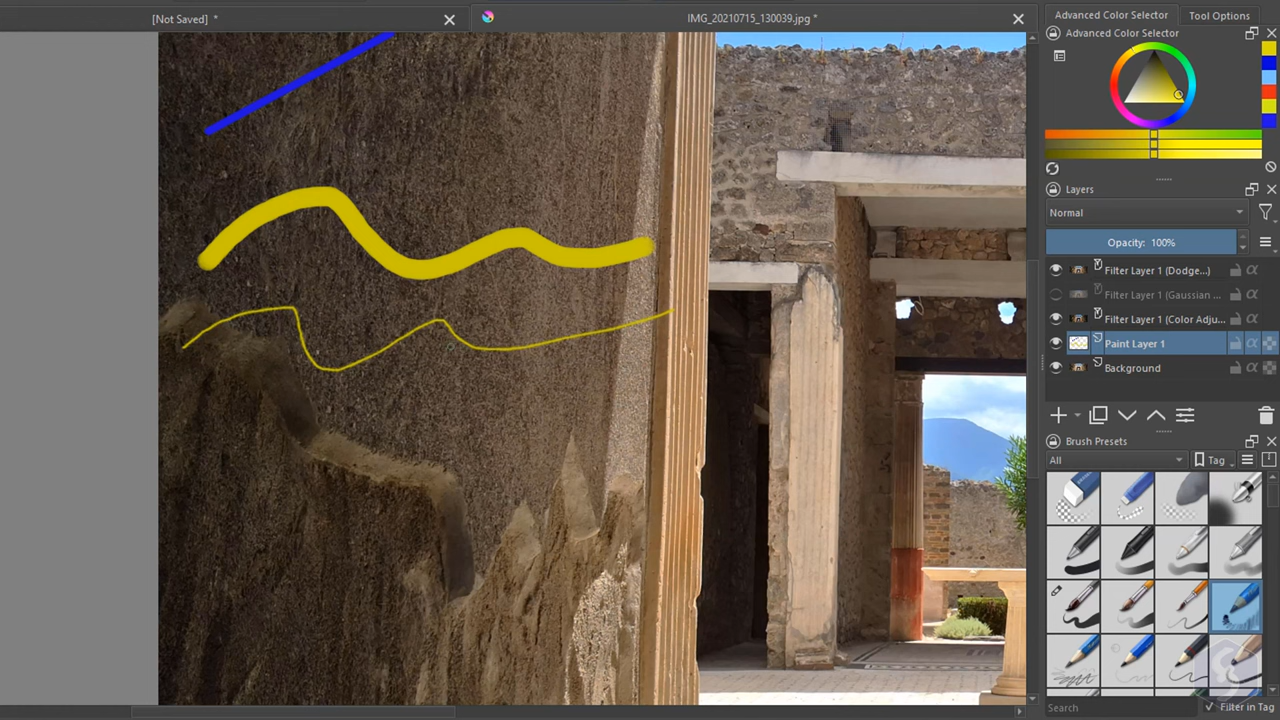 [Not Saved] *
IMG_20210715_130039.jpg *
Advanced Color Selector
Tool Options
Advanced Color Selector
Layers
Normal
Opacity: 100%
Filter Layer 1 (Dodge...)
Filter Layer 1 (Gaussian ...
Filter Layer 1 (Color Adju...
Paint Layer 1
Background
Brush Presets
All
Tag
Search
Filter in Tag